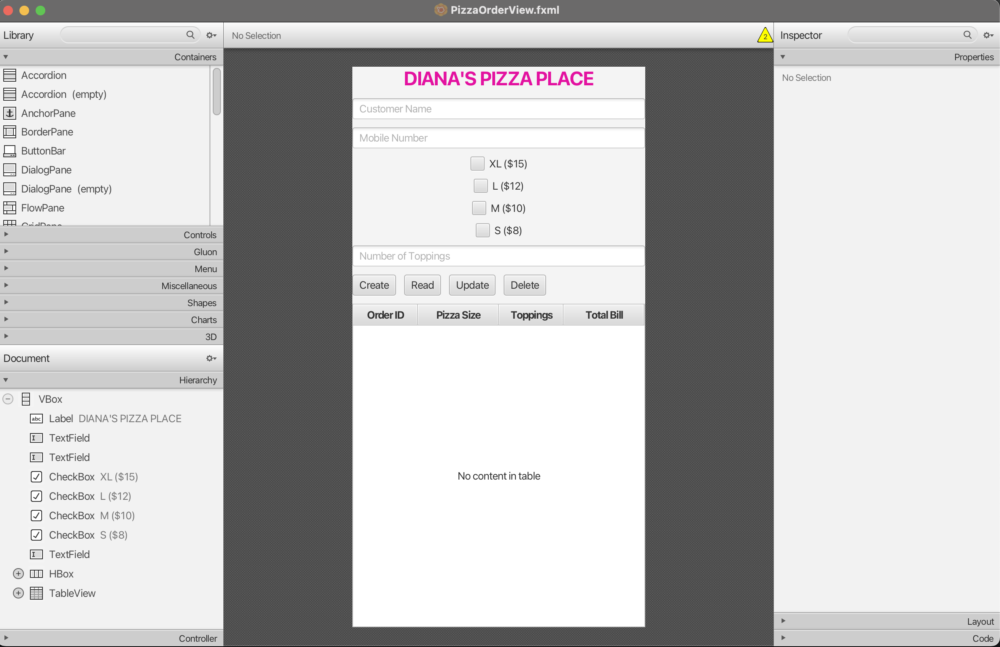 PizzaOrderView.fxml
Library
No Selection
2
Inspector
Containers
Properties
Accordion
Accordion (empty)
AnchorPane
BorderPane
ButtonBar
DialogPane
DialogPane (empty)
FlowPane
GridPane
Controls
Gluon
Menu
Miscellaneous
Shapes
Charts
3D
Document
Hierarchy
VBox
abc Label DIANA'S PIZZA PLACE
TextField
TextField
CheckBox XL ($15)
CheckBox L ($12)
CheckBox M ($10)
CheckBox S ($8)
TextField
HBox
TableView
Controller
DIANA'S PIZZA PLACE
Customer Name
Mobile Number
XL ($15)
L ($12)
M ($10)
S ($8)
Number of Toppings
Create Read Update Delete
Order ID Pizza Size Toppings Total Bill
No content in table
No Selection
Layout
Code